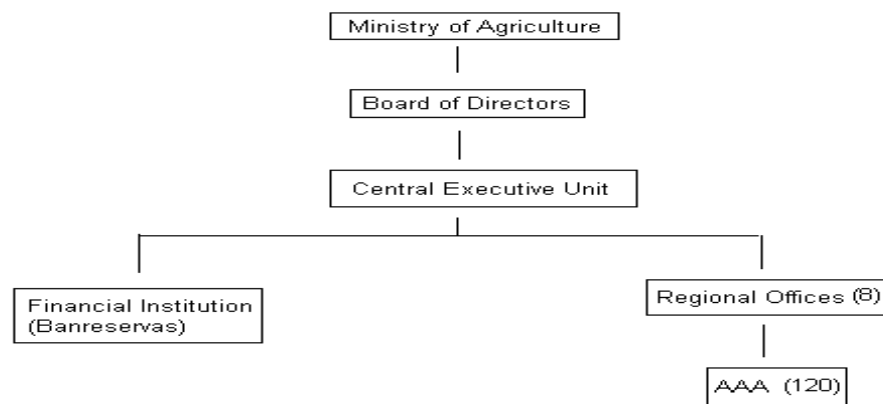 Ministry of Agriculture
Board of Directors
Central Executive Unit
Financial Institution
(Banreservas)
Regional Offices (8)
AAA (120)